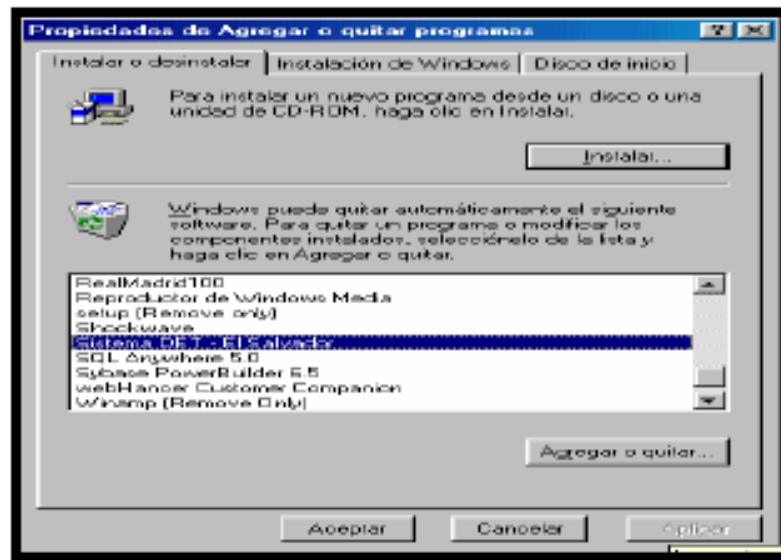 Propiedades de Agregar o quitar programas
Instalar o desinstalar
Instalación de Windows
Disco de inicio
Para instalar un nuevo programa desde un disco o una
unidad de CD-ROM, haga clic en Instalar.
Instalar...
Windows puede quitar automáticamente el siguiente
software. Para quitar un programa o modificar los
componentes instalados, selecciónelo de la lista y
haga clic en Agregar o quitar.
RealMadrid100
Reproductor de Windows Media
setup (Remove only)
Shockwave
Sistema DET - El Salvador
SQL Anywhere 5.0
Sybase PowerBuilder 6.5
webHancer Customer Companion
Winamp (Remove Only)
Agregar o quitar...
Aceptar
Cancelar
Aplicar